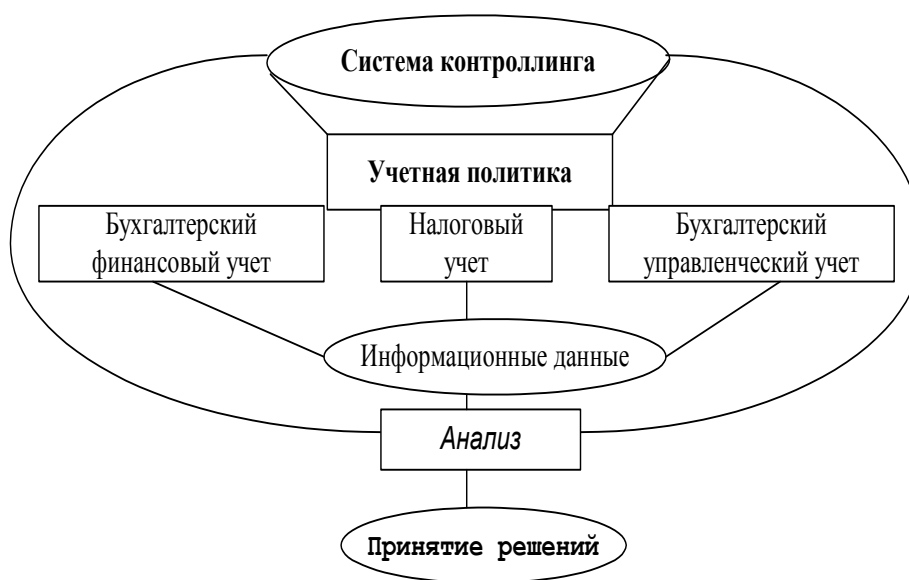 Система контроллинга
Учетная политика
Бухгалтерский
финансовый учет
Налоговый
учет
Бухгалтерский
управленческий учет
Информационные данные
Анализ
Принятие решений